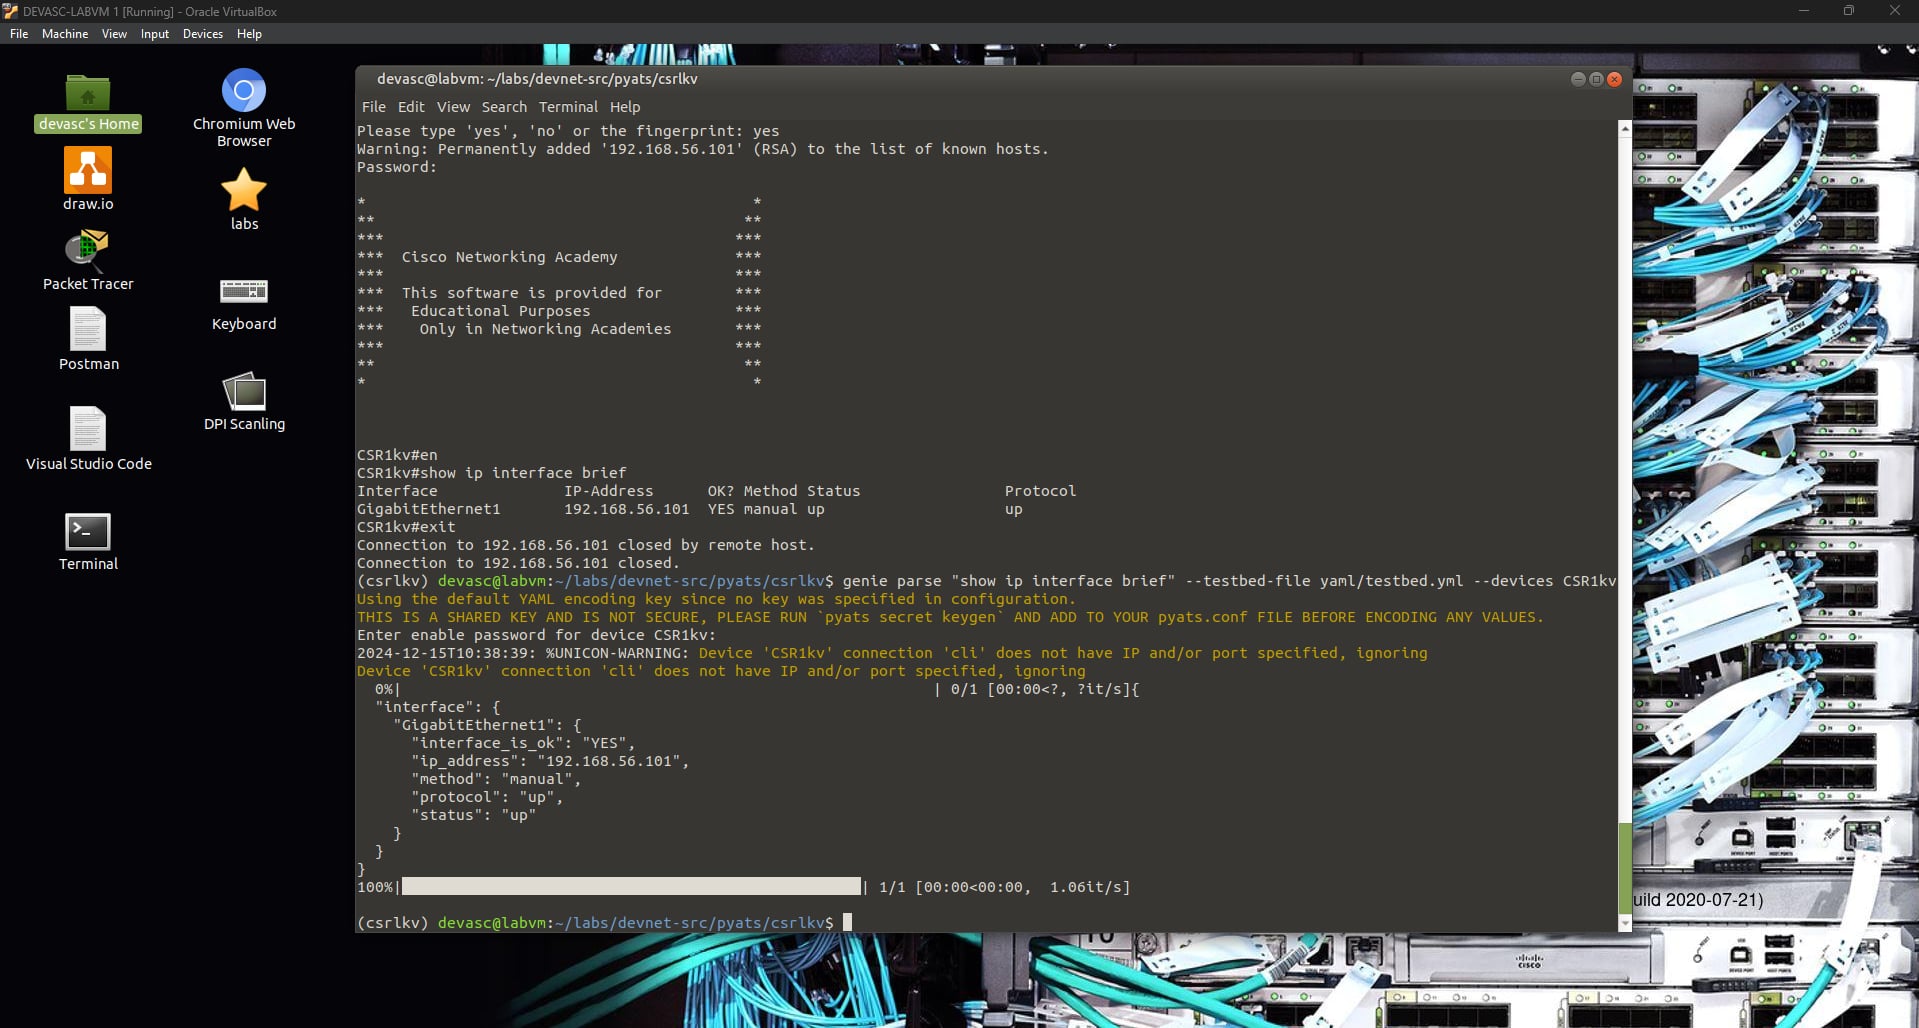 DEVASC-LABVM 1 [Running] - Oracle VirtualBox
File Machine View Input Devices Help
devasc's Home
Chromium Web
Browser
draw.io
labs
Packet Tracer
Keyboard
Postman
DPI Scanling
Visual Studio Code
Terminal
devasc@labvm: ~/labs/devnet-src/pyats/csrlkv
File Edit View Search Terminal Help
Please type 'yes', 'no' or the fingerprint: yes
Warning: Permanently added '192.168.56.101' (RSA) to the list of known hosts.
Password:
* *
** **
*** ***
*** Cisco Networking Academy ***
*** ***
*** This software is provided for ***
*** Educational Purposes ***
*** Only in Networking Academies ***
*** ***
** **
* *
CSR1kv#en
CSR1kv#show ip interface brief
Interface IP-Address OK? Method Status Protocol
GigabitEthernet1 192.168.56.101 YES manual up up
CSR1kv#exit
Connection to 192.168.56.101 closed by remote host.
Connection to 192.168.56.101 closed.
(csrlkv) devasc@labvm:~/labs/devnet-src/pyats/csrlkv$ genie parse "show ip interface brief" --testbed-file yaml/testbed.yml --devices CSR1kv
Using the default YAML encoding key since no key was specified in configuration.
THIS IS A SHARED KEY AND IS NOT SECURE, PLEASE RUN `pyats secret keygen` AND ADD TO YOUR pyats.conf FILE BEFORE ENCODING ANY VALUES.
Enter enable password for device CSR1kv:
2024-12-15T10:38:39: %UNICON-WARNING: Device 'CSR1kv' connection 'cli' does not have IP and/or port specified, ignoring
Device 'CSR1kv' connection 'cli' does not have IP and/or port specified, ignoring
0%| | 0/1 [00:00<?, ?it/s]{
"interface": {
"GigabitEthernet1": {
"interface_is_ok": "YES",
"ip_address": "192.168.56.101",
"method": "manual",
"protocol": "up",
"status": "up"
}
}
}
100%| | 1/1 [00:00<00:00, 1.06it/s]
(csrlkv) devasc@labvm:~/labs/devnet-src/pyats/csrlkv$
uild 2020-07-21)
CISCO